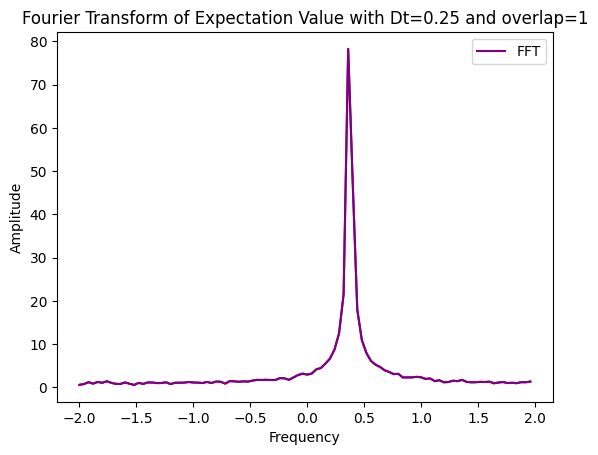 Fourier Transform of Expectation Value with Dt=0.25 and overlap=1
FFT
Amplitude
80
70
60
50
40
30
20
10
0
−2.0 −1.5 −1.0 −0.5 0.0 0.5 1.0 1.5 2.0
Frequency